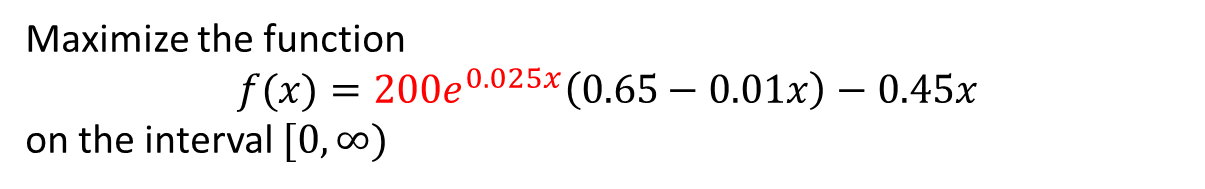 Maximize the function
f(x) = 200e^{0.025x}(0.65 − 0.01x) − 0.45x
on the interval [0, ∞)